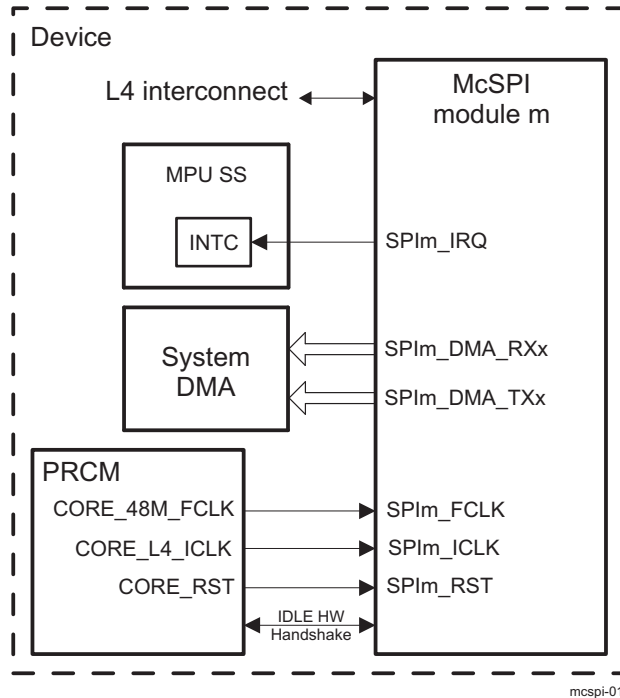 Device
L4 interconnect
McSPI
module m
MPU SS
INTC
SPIm_IRQ
System
DMA
SPIm_DMA_RXx
SPIm_DMA_TXx
PRCM
CORE_48M_FCLK
SPIm_FCLK
CORE_L4_ICLK
SPIm_ICLK
CORE_RST
SPIm_RST
IDLE HW
Handshake